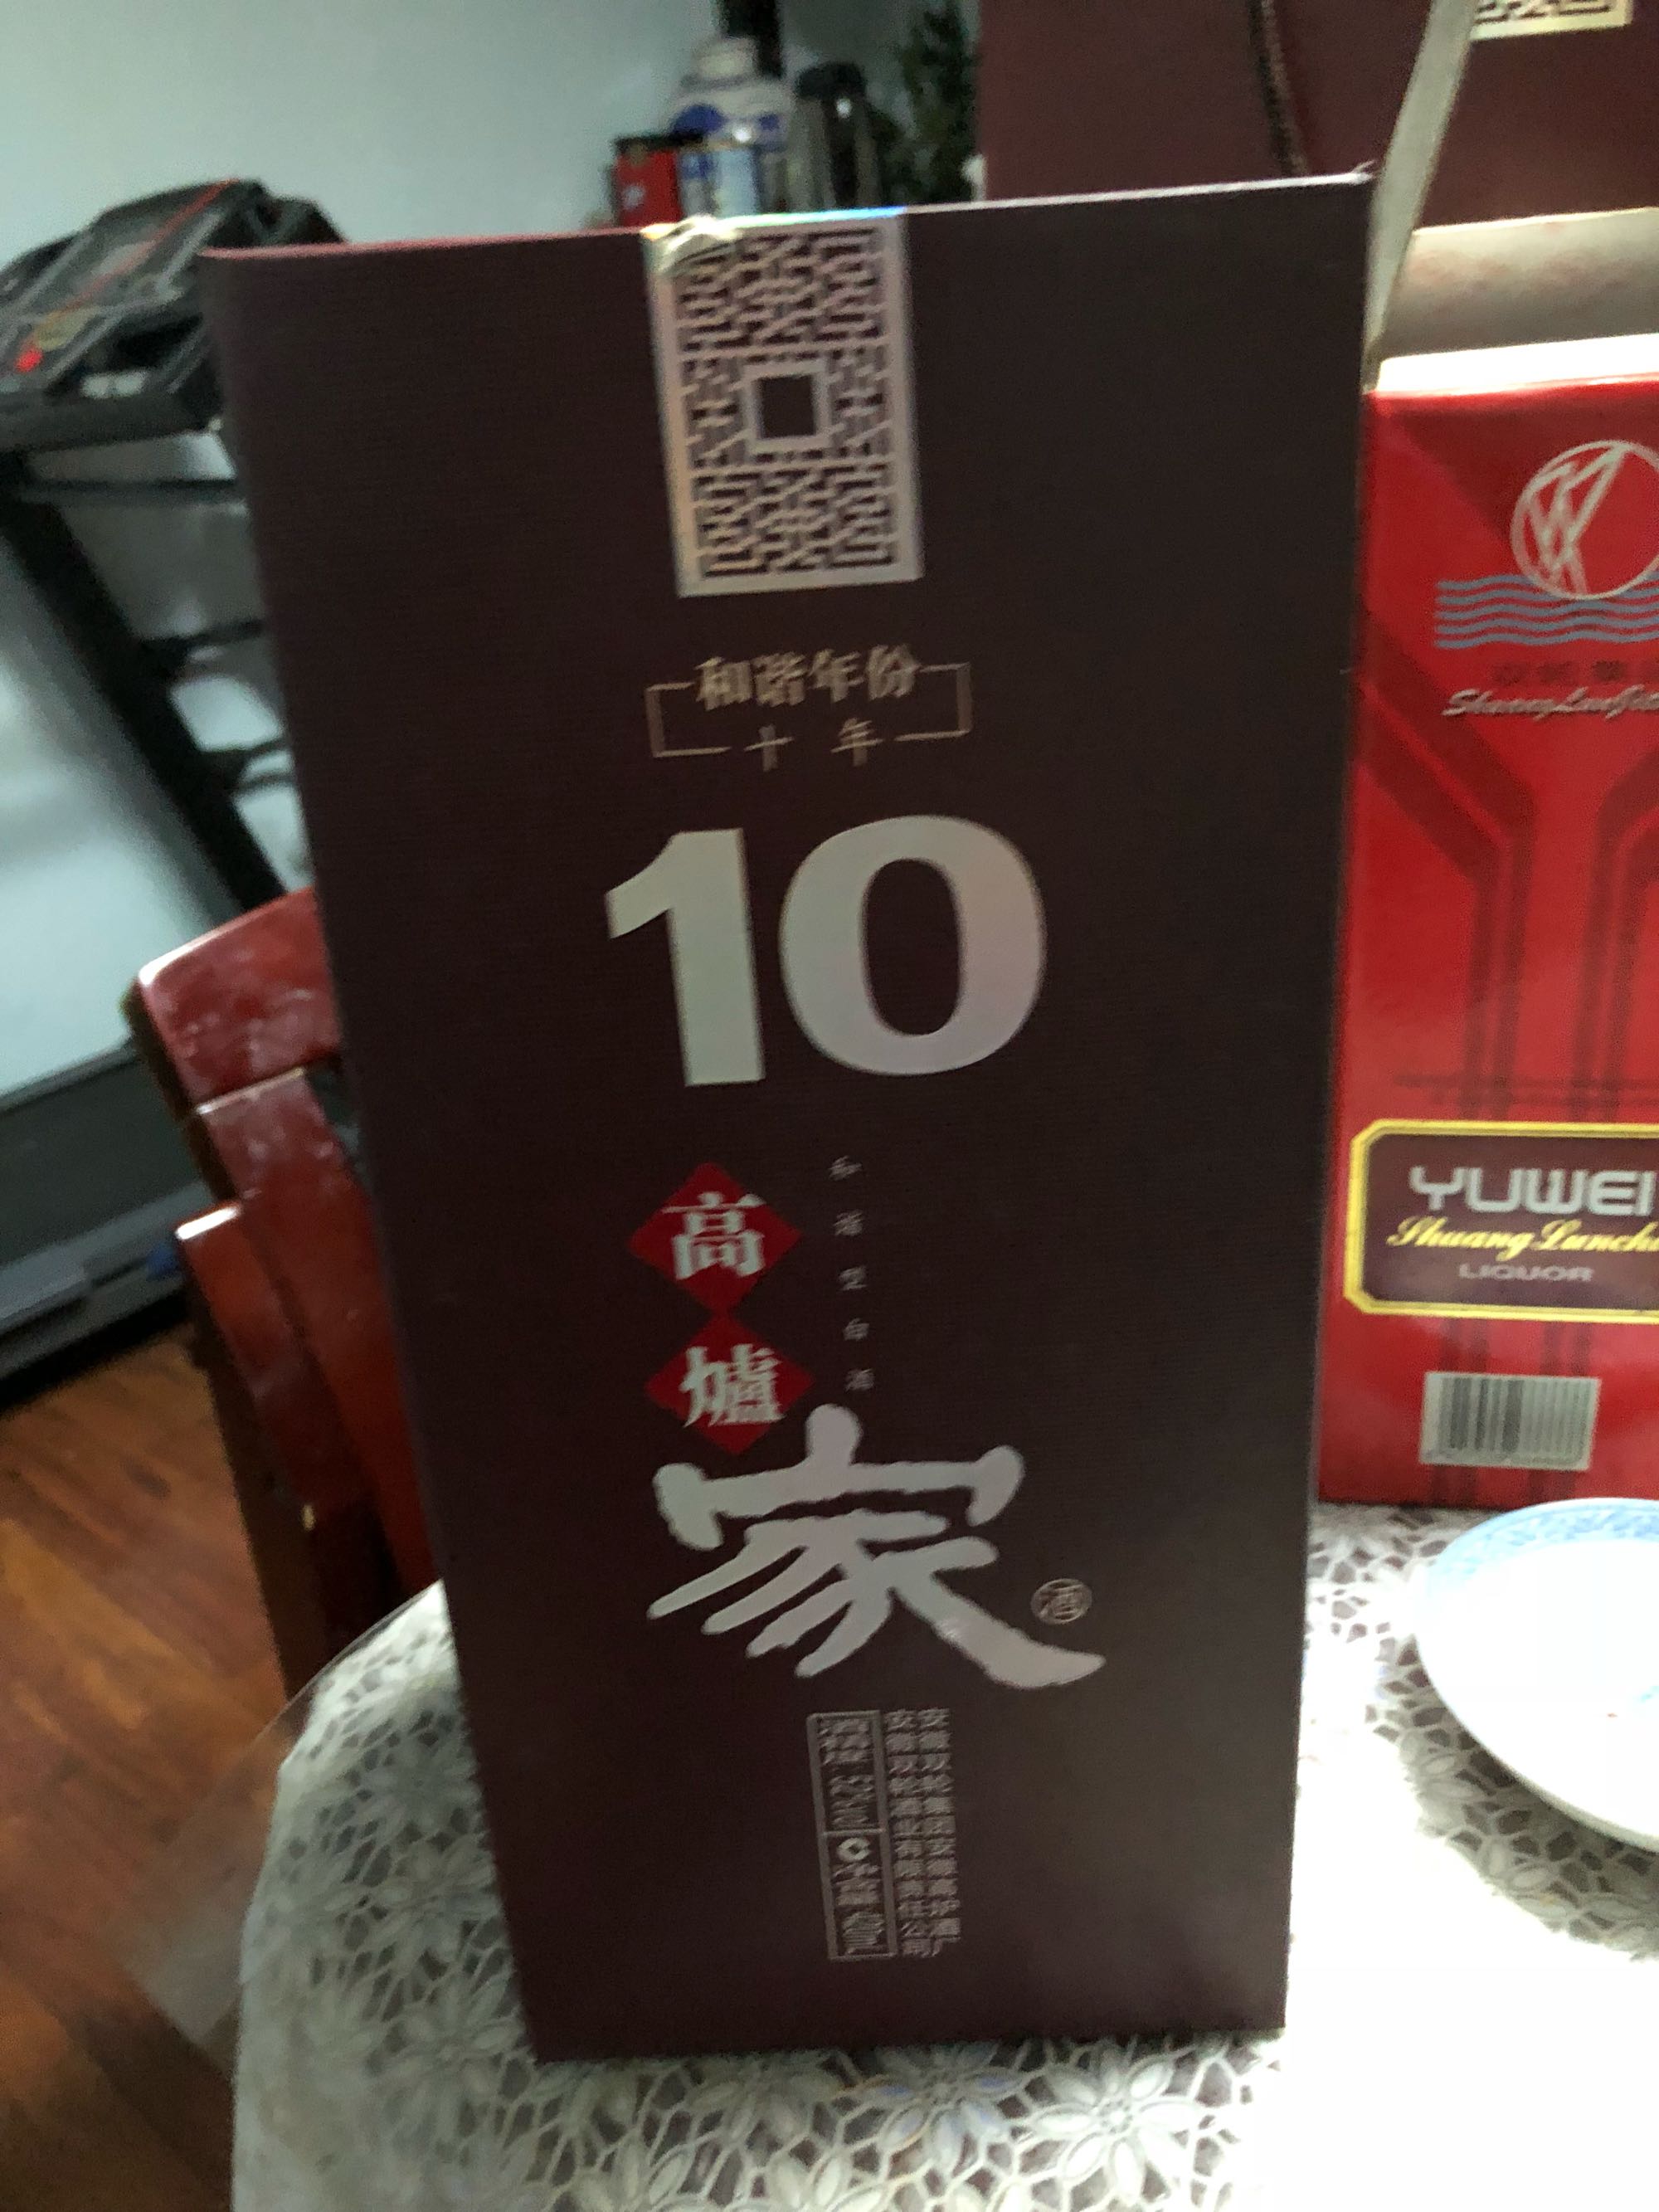 和谐年份
十年
10
高爐
家
酒
和谐型白酒
安徽双轮集团安徽高炉酒厂
安徽双轮酒业有限责任公司
YUWEI
Shuang Lunchi
LIQUOR